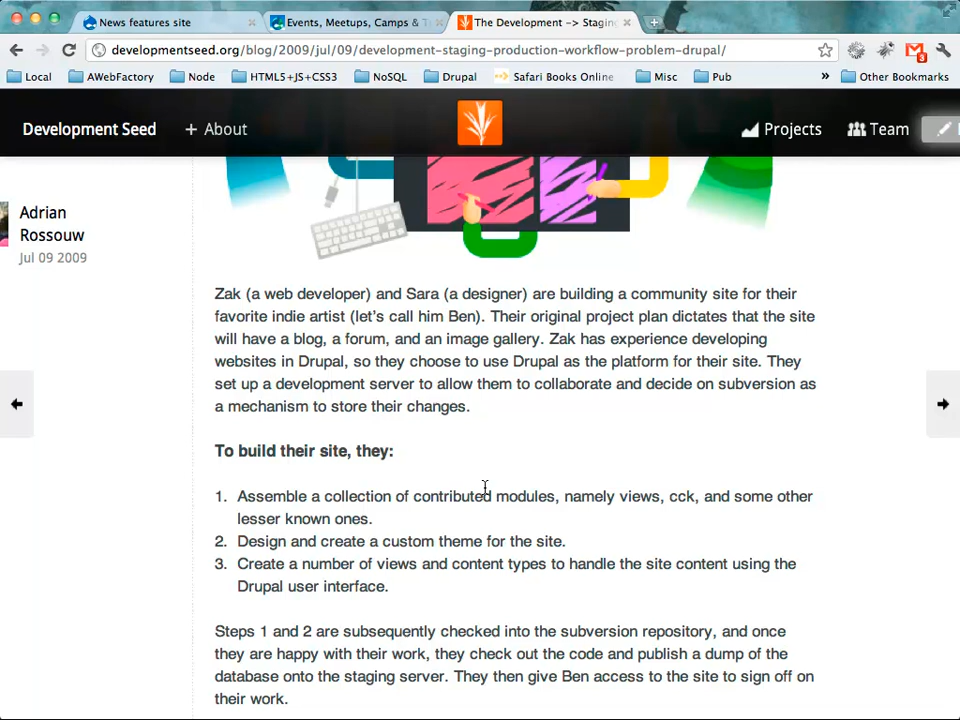 News features site
Events, Meetups, Camps & T
The Development -> Staging
developmentseed.org/blog/2009/jul/09/development-staging-production-workflow-problem-drupal/
3
Local
AWebFactory
Node
HTML5+JS+CSS3
NoSQL
Drupal
Safari Books Online
Misc
Pub
»
Other Bookmarks
Development Seed
+ About
Projects
Team
Adrian
Rossouw
Jul 09 2009
Zak (a web developer) and Sara (a designer) are building a community site for their
favorite indie artist (let's call him Ben). Their original project plan dictates that the site
will have a blog, a forum, and an image gallery. Zak has experience developing
websites in Drupal, so they choose to use Drupal as the platform for their site. They
set up a development server to allow them to collaborate and decide on subversion as
a mechanism to store their changes.
To build their site, they:
1. Assemble a collection of contributed modules, namely views, cck, and some other
lesser known ones.
2. Design and create a custom theme for the site.
3. Create a number of views and content types to handle the site content using the
Drupal user interface.
Steps 1 and 2 are subsequently checked into the subversion repository, and once
they are happy with their work, they check out the code and publish a dump of the
database onto the staging server. They then give Ben access to the site to sign off on
their work.